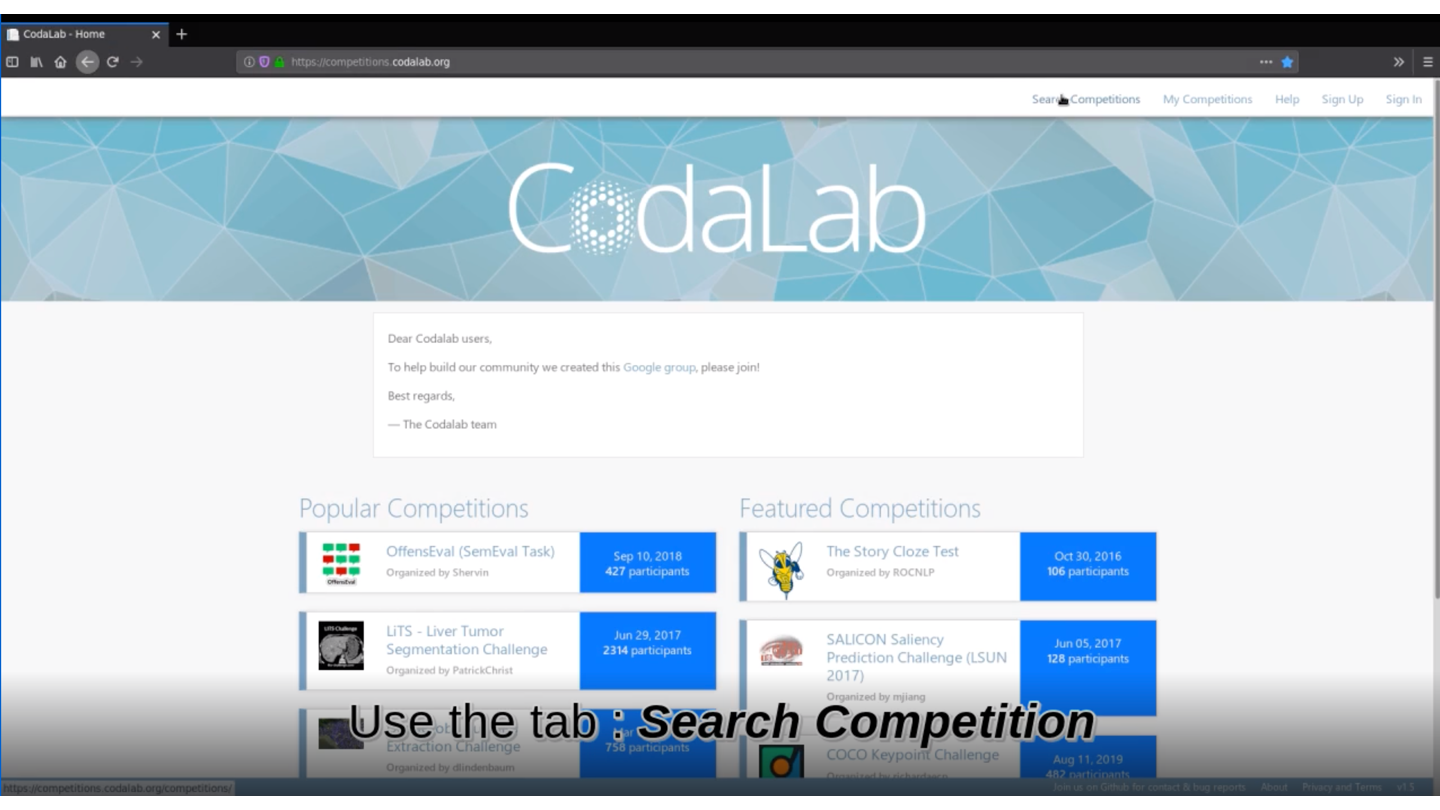 CodaLab - Home
https://competitions.codalab.org
Search Competitions
My Competitions
Help
Sign Up
Sign In
CodaLab
Dear Codalab users,
To help build our community we created this Google group, please join!
Best regards,
— The Codalab team
Popular Competitions
OffensEval (SemEval Task)
Organized by Shervin
Sep 10, 2018
427 participants
OffensEval
LiTS Challenge
LiTS - Liver Tumor
Segmentation Challenge
Organized by PatrickChrist
Jun 29, 2017
2314 participants
Extraction Challenge
Organized by dlindenbaum
758 participants
Featured Competitions
The Story Cloze Test
Organized by ROCNLP
Oct 30, 2016
106 participants
SALICON Saliency
Prediction Challenge (LSUN
2017)
Organized by mjiang
Jun 05, 2017
128 participants
COCO Keypoint Challenge
Organized by
Aug 11, 2019
482 participants
Use the tab : Search Competition
https://competitions.codalab.org/competitions/
Join us on Github for contact & bug reports
About
Privacy and Terms
v1.5